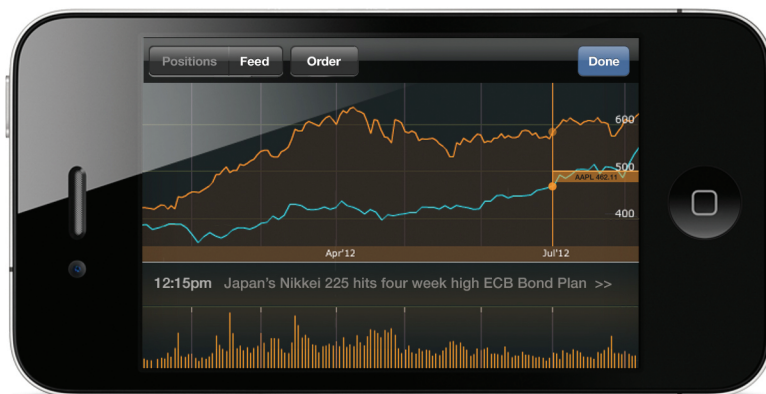 Positions Feed Order Done
600
500
AAPL 462.11
400
Apr'12 Jul'12
12:15pm Japan's Nikkei 225 hits four week high ECB Bond Plan >>